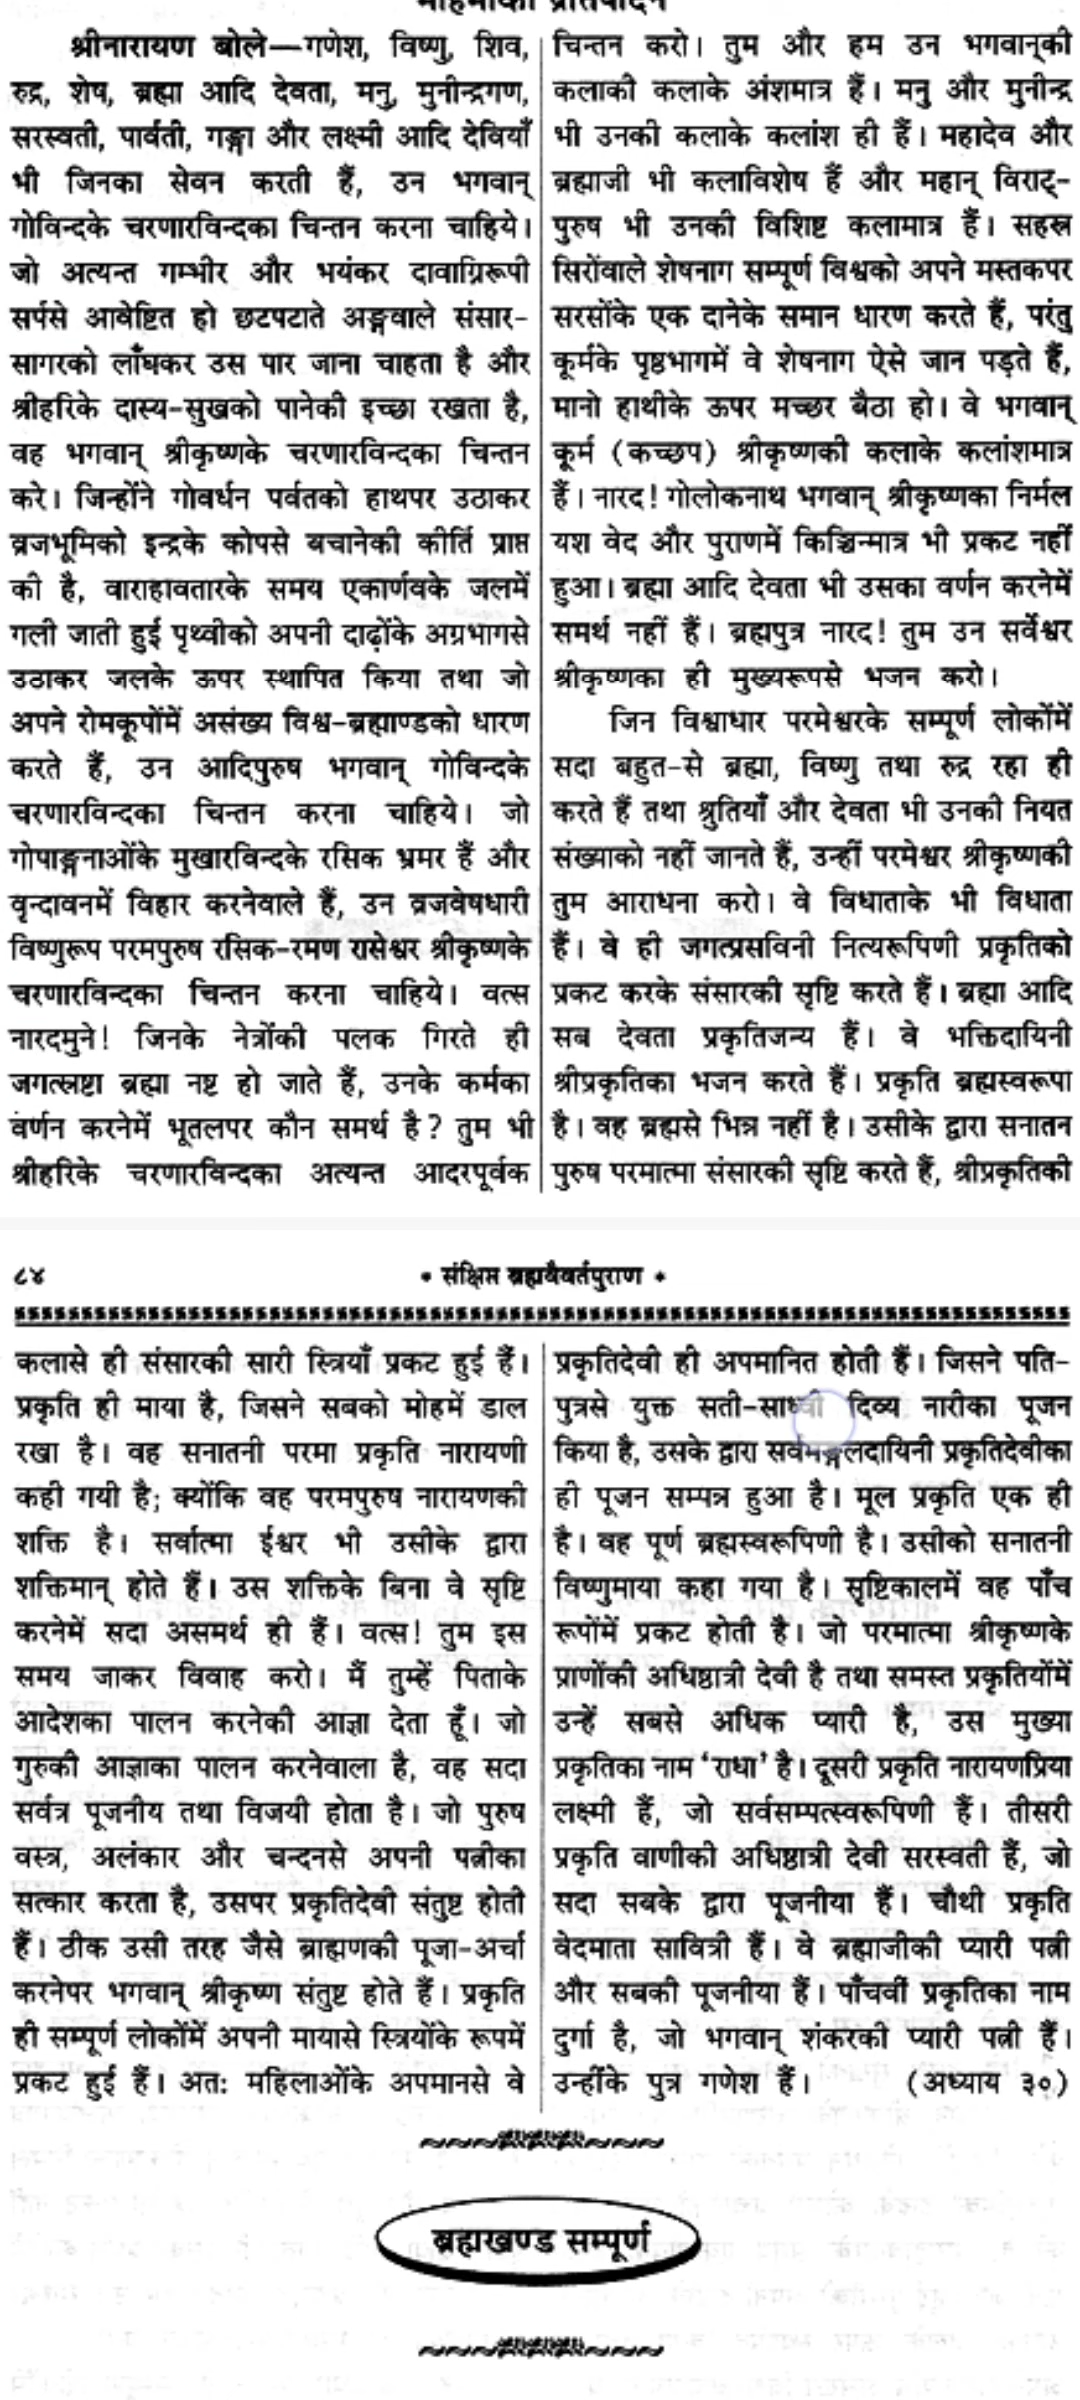 महिमाका प्रतिपादन
श्रीनारायण बोले—गणेश, विष्णु, शिव,
रुद्र, शेष, ब्रह्मा आदि देवता, मनु, मुनीन्द्रगण,
सरस्वती, पार्वती, गङ्गा और लक्ष्मी आदि देवियाँ
भी जिनका सेवन करती हैं, उन भगवान्
गोविन्दके चरणारविन्दका चिन्तन करना चाहिये।
जो अत्यन्त गम्भीर और भयंकर दावाग्निरूपी
सर्पसे आवेष्टित हो छटपटाते अङ्गवाले संसार-
सागरको लाँघकर उस पार जाना चाहता है और
श्रीहरिके दास्य-सुखको पानेकी इच्छा रखता है,
वह भगवान् श्रीकृष्णके चरणारविन्दका चिन्तन
करे। जिन्होंने गोवर्धन पर्वतको हाथपर उठाकर
व्रजभूमिको इन्द्रके कोपसे बचानेकी कीर्ति प्राप्त
की है, वाराहावतारके समय एकार्णवके जलमें
गली जाती हुई पृथ्वीको अपनी दाढ़ोंके अग्रभागसे
उठाकर जलके ऊपर स्थापित किया तथा जो
अपने रोमकूपोंमें असंख्य विश्व-ब्रह्माण्डको धारण
करते हैं, उन आदिपुरुष भगवान् गोविन्दके
चरणारविन्दका चिन्तन करना चाहिये। जो
गोपाङ्गनाओंके मुखारविन्दके रसिक भ्रमर हैं और
वृन्दावनमें विहार करनेवाले हैं, उन व्रजवेषधारी
विष्णुरूप परमपुरुष रसिक-रमण रासेश्वर श्रीकृष्णके
चरणारविन्दका चिन्तन करना चाहिये। वत्स
नारदमुने! जिनके नेत्रोंकी पलक गिरते ही
जगत्स्रष्टा ब्रह्मा नष्ट हो जाते हैं, उनके कर्मका
वर्णन करनेमें भूतलपर कौन समर्थ है? तुम भी
श्रीहरिके चरणारविन्दका अत्यन्त आदरपूर्वक
चिन्तन करो। तुम और हम उन भगवान्की
कलाकी कलाके अंशमात्र हैं। मनु और मुनीन्द्र
भी उनकी कलाके कलांश ही हैं। महादेव और
ब्रह्माजी भी कलाविशेष हैं और महान् विराट्-
पुरुष भी उनकी विशिष्ट कलामात्र हैं। सहस्र
सिरोंवाले शेषनाग सम्पूर्ण विश्वको अपने मस्तकपर
सरसोंके एक दानेके समान धारण करते हैं, परंतु
कूर्मके पृष्ठभागमें वे शेषनाग ऐसे जान पड़ते हैं,
मानो हाथीके ऊपर मच्छर बैठा हो। वे भगवान्
कूर्म (कच्छप) श्रीकृष्णकी कलाके कलांशमात्र
हैं। नारद! गोलोकनाथ भगवान् श्रीकृष्णका निर्मल
यश वेद और पुराणमें किञ्चिन्मात्र भी प्रकट नहीं
हुआ। ब्रह्मा आदि देवता भी उसका वर्णन करनेमें
समर्थ नहीं हैं। ब्रह्मपुत्र नारद! तुम उन सर्वेश्वर
श्रीकृष्णका ही मुख्यरूपसे भजन करो।
जिन विश्वाधार परमेश्वरके सम्पूर्ण लोकोंमें
सदा बहुत-से ब्रह्मा, विष्णु तथा रुद्र रहा ही
करते हैं तथा श्रुतियाँ और देवता भी उनकी नियत
संख्याको नहीं जानते हैं, उन्हीं परमेश्वर श्रीकृष्णकी
तुम आराधना करो। वे विधाताके भी विधाता
हैं। वे ही जगत्प्रसविनी नित्यरूपिणी प्रकृतिको
प्रकट करके संसारकी सृष्टि करते हैं। ब्रह्मा आदि
सब देवता प्रकृतिजन्य हैं। वे भक्तिदायिनी
श्रीप्रकृतिका भजन करते हैं। प्रकृति ब्रह्मस्वरूपा
है। वह ब्रह्मसे भिन्न नहीं है। उसीके द्वारा सनातन
पुरुष परमात्मा संसारकी सृष्टि करते हैं, श्रीप्रकृतिकी
८४
* संक्षिप्त ब्रह्मवैवर्तपुराण *
कलासे ही संसारकी सारी स्त्रियाँ प्रकट हुई हैं।
प्रकृति ही माया है, जिसने सबको मोहमें डाल
रखा है। वह सनातनी परमा प्रकृति नारायणी
कही गयी है; क्योंकि वह परमपुरुष नारायणकी
शक्ति है। सर्वात्मा ईश्वर भी उसीके द्वारा
शक्तिमान् होते हैं। उस शक्तिके बिना वे सृष्टि
करनेमें सदा असमर्थ ही हैं। वत्स! तुम इस
समय जाकर विवाह करो। मैं तुम्हें पिताके
आदेशका पालन करनेकी आज्ञा देता हूँ। जो
गुरुकी आज्ञाका पालन करनेवाला है, वह सदा
सर्वत्र पूजनीय तथा विजयी होता है। जो पुरुष
वस्त्र, अलंकार और चन्दनसे अपनी पत्नीका
सत्कार करता है, उसपर प्रकृतिदेवी संतुष्ट होती
हैं। ठीक उसी तरह जैसे ब्राह्मणकी पूजा-अर्चा
करनेपर भगवान् श्रीकृष्ण संतुष्ट होते हैं। प्रकृति
ही सम्पूर्ण लोकोंमें अपनी मायासे स्त्रियोंके रूपमें
प्रकट हुई हैं। अतः महिलाओंके अपमानसे वे
प्रकृतिदेवी ही अपमानित होती हैं। जिसने पति-
पुत्रसे युक्त सती-साध्वी दिव्य नारीका पूजन
किया है, उसके द्वारा सर्वमङ्गलदायिनी प्रकृतिदेवीका
ही पूजन सम्पन्न हुआ है। मूल प्रकृति एक ही
है। वह पूर्ण ब्रह्मस्वरूपिणी है। उसीको सनातनी
विष्णुमाया कहा गया है। सृष्टिकालमें वह पाँच
रूपोंमें प्रकट होती है। जो परमात्मा श्रीकृष्णके
प्राणोंकी अधिष्ठात्री देवी है तथा समस्त प्रकृतियोंमें
उन्हें सबसे अधिक प्यारी है, उस मुख्या
प्रकृतिका नाम ‘राधा’ है। दूसरी प्रकृति नारायणप्रिया
लक्ष्मी हैं, जो सर्वसम्पत्स्वरूपिणी हैं। तीसरी
प्रकृति वाणीकी अधिष्ठात्री देवी सरस्वती हैं, जो
सदा सबके द्वारा पूजनीया हैं। चौथी प्रकृति
वेदमाता सावित्री हैं। वे ब्रह्माजीकी प्यारी पत्नी
और सबकी पूजनीया हैं। पाँचवीं प्रकृतिका नाम
दुर्गा है, जो भगवान् शंकरकी प्यारी पत्नी हैं।
उन्हींके पुत्र गणेश हैं। (अध्याय ३०)
ब्रह्मखण्ड सम्पूर्ण